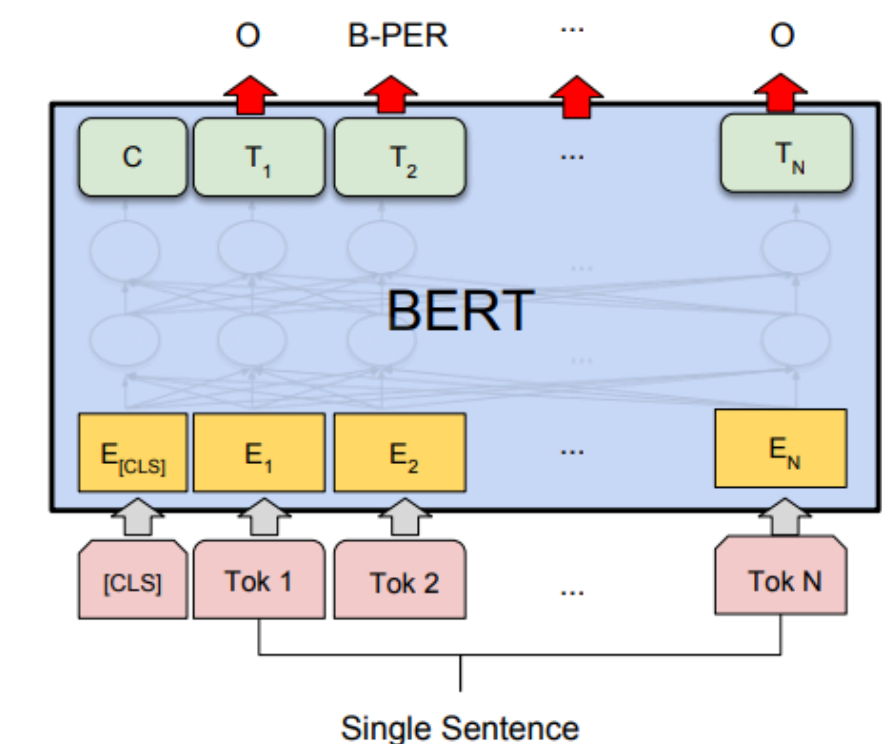 O B-PER ... O
C T1 T2 ... TN
...
BERT
...
E[CLS] E1 E2 ... EN
[CLS] Tok 1 Tok 2 ... Tok N
Single Sentence